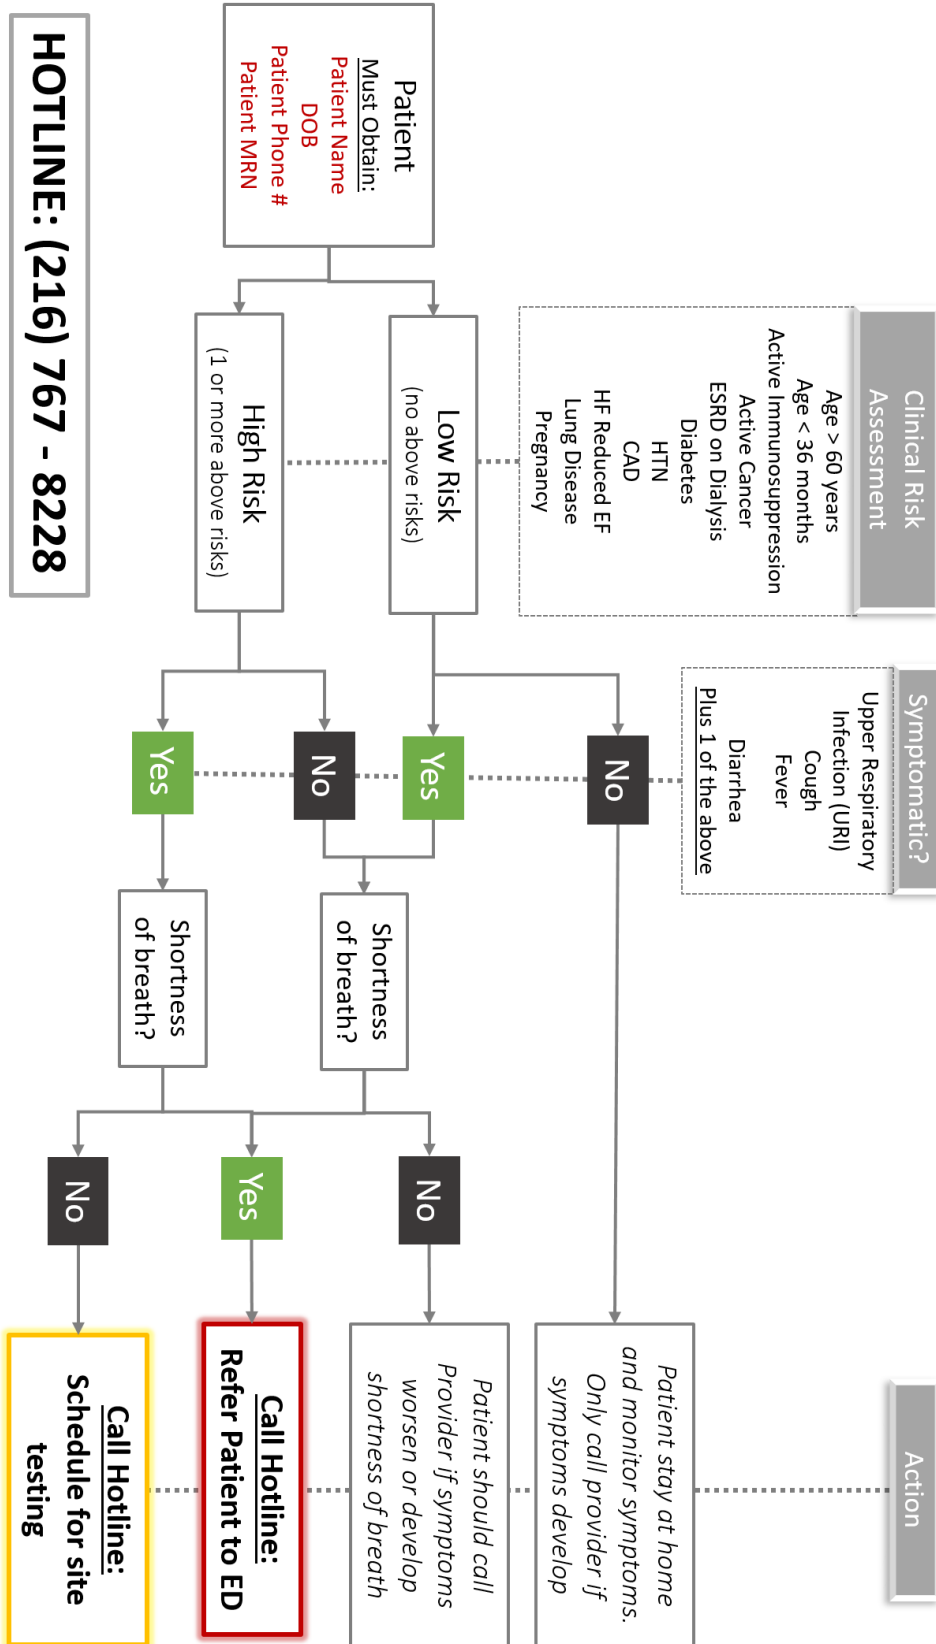 Clinical Risk
Assessment
Age > 60 years
Age < 36 months
Active Immunosuppression
Active Cancer
ESRD on Dialysis
Diabetes
HTN
CAD
HF Reduced EF
Lung Disease
Pregnancy
Symptomatic?
Upper Respiratory
Infection (URI)
Cough
Fever
Diarrhea
Plus 1 of the above
Action
Patient
Must Obtain:
Patient Name
DOB
Patient Phone #
Patient MRN
Low Risk
(no above risks)
High Risk
(1 or more above risks)
No
Yes
No
Yes
Shortness
of breath?
Shortness
of breath?
No
Yes
No
Patient stay at home
and monitor symptoms.
Only call provider if
symptoms develop
Patient should call
Provider if symptoms
worsen or develop
shortness of breath
Call Hotline:
Refer Patient to ED
Call Hotline:
Schedule for site
testing
HOTLINE: (216) 767 - 8228